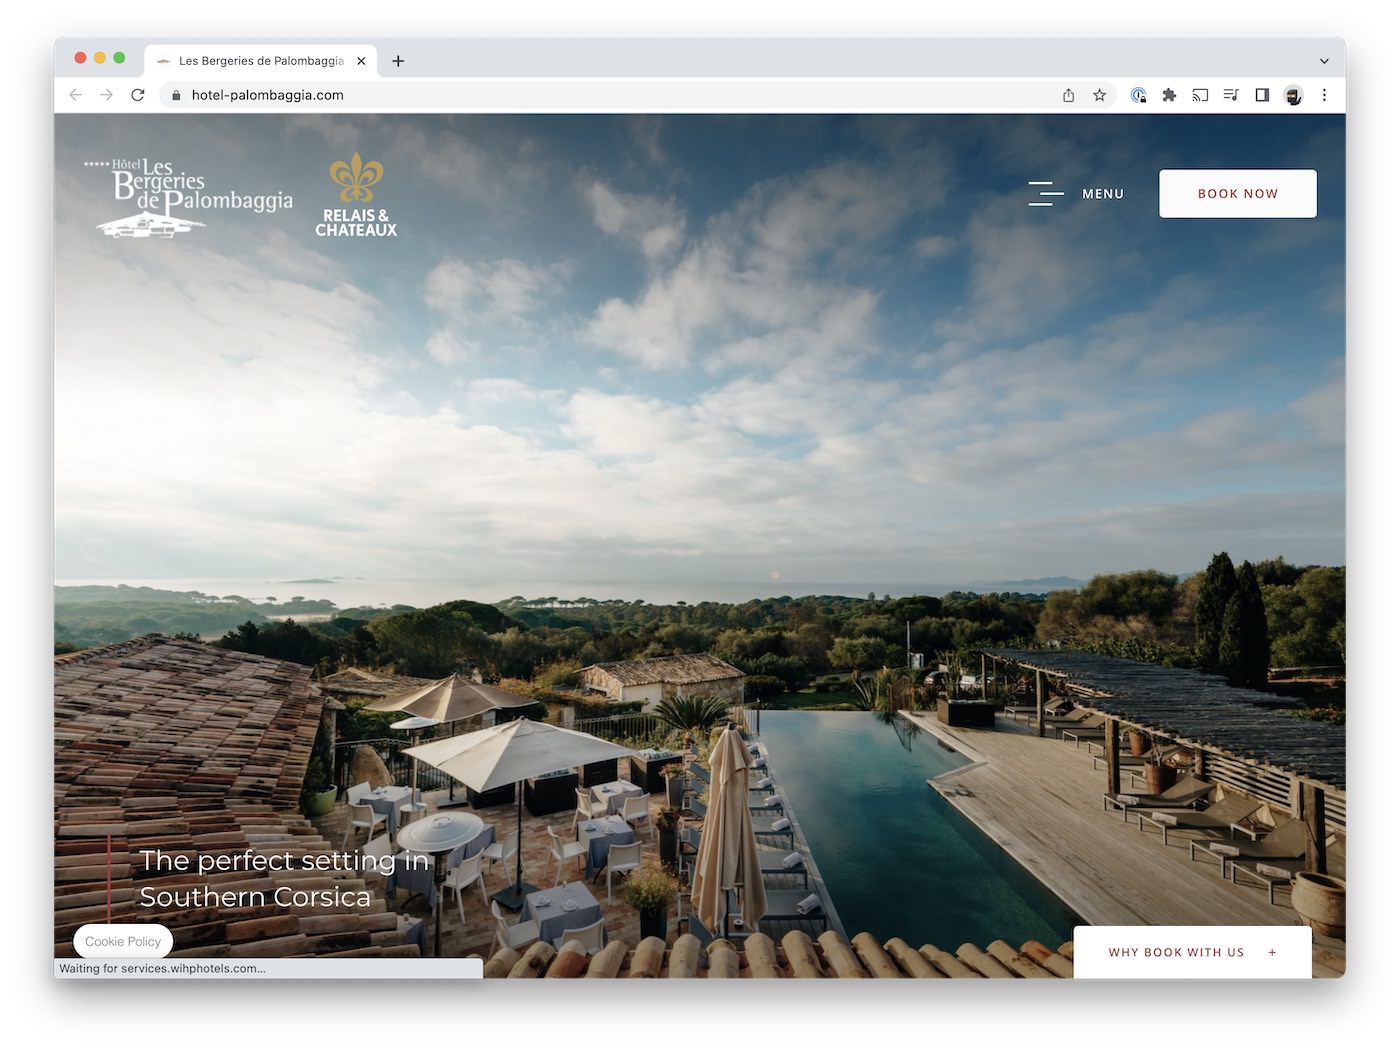 Les Bergeries de Palombaggia
hotel-palombaggia.com
***** Hôtel Les
Bergeries
de Palombaggia
RELAIS &
CHATEAUX
MENU
BOOK NOW
The perfect setting in
Southern Corsica
Cookie Policy
Waiting for services.wihphotels.com...
WHY BOOK WITH US +